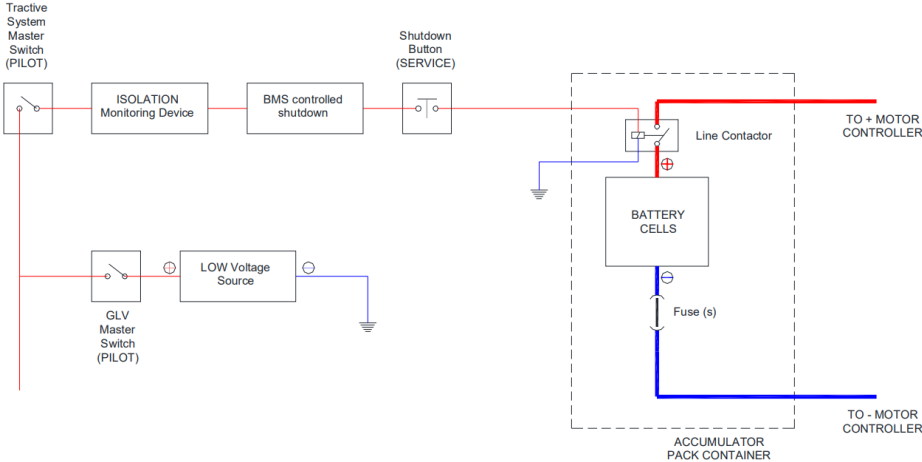 Tractive
System
Master
Switch
(PILOT)
Shutdown
Button
(SERVICE)
ISOLATION
Monitoring Device
BMS controlled
shutdown
TO + MOTOR
CONTROLLER
Line Contactor
+
BATTERY
CELLS
+
LOW Voltage
Source
−
−
Fuse (s)
GLV
Master
Switch
(PILOT)
TO - MOTOR
CONTROLLER
ACCUMULATOR
PACK CONTAINER